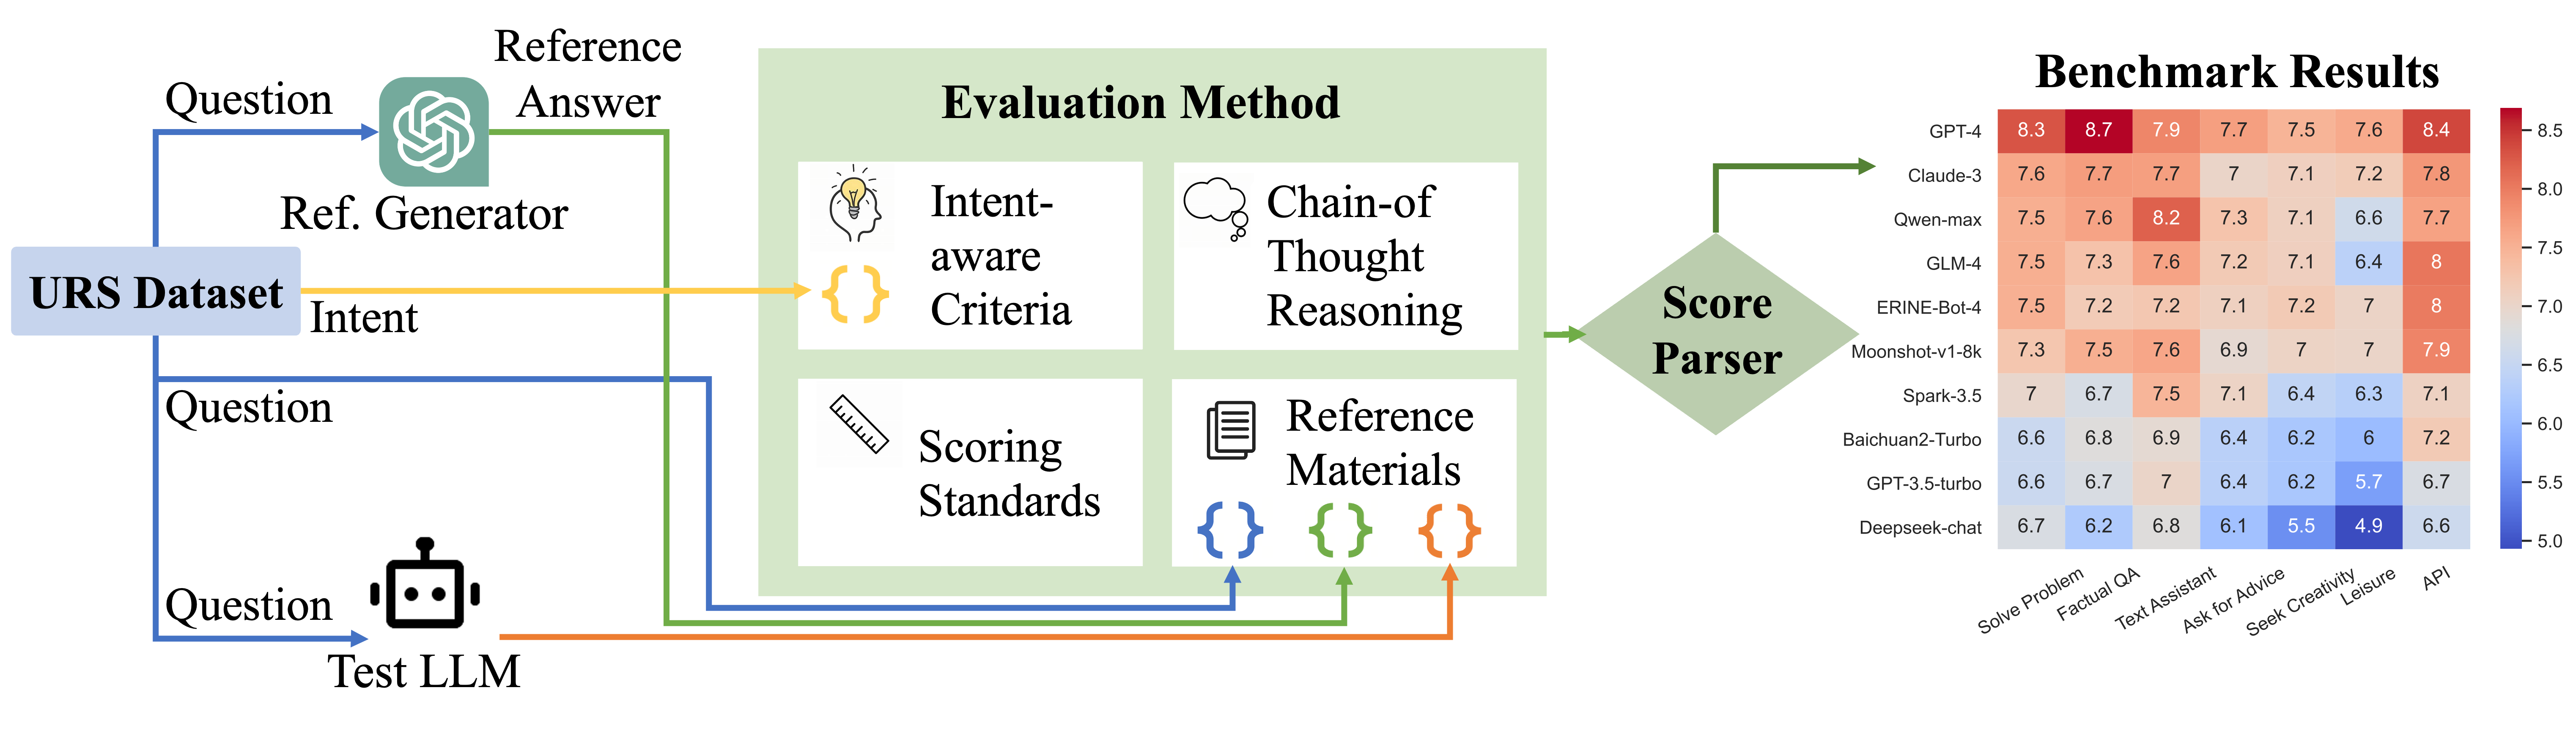 Question
Reference
Answer
Ref. Generator
URS Dataset
Intent
Question
Question
Test LLM
Evaluation Method
Intent-
aware
Criteria
{}
Chain-of
Thought
Reasoning
Scoring
Standards
Reference
Materials
{} {} {}
Score
Parser
Benchmark Results
GPT-4 8.3 8.7 7.9 7.7 7.5 7.6 8.4
Claude-3 7.6 7.7 7.7 7 7.1 7.2 7.8
Qwen-max 7.5 7.6 8.2 7.3 7.1 6.6 7.7
GLM-4 7.5 7.3 7.6 7.2 7.1 6.4 8
ERINE-Bot-4 7.5 7.2 7.2 7.1 7.2 7 8
Moonshot-v1-8k 7.3 7.5 7.6 6.9 7 7 7.9
Spark-3.5 7 6.7 7.5 7.1 6.4 6.3 7.1
Baichuan2-Turbo 6.6 6.8 6.9 6.4 6.2 6 7.2
GPT-3.5-turbo 6.6 6.7 7 6.4 6.2 5.7 6.7
Deepseek-chat 6.7 6.2 6.8 6.1 5.5 4.9 6.6
Solve Problem
Factual QA
Text Assistant
Ask for Advice
Seek Creativity
Leisure
API
8.5
8.0
7.5
7.0
6.5
6.0
5.5
5.0